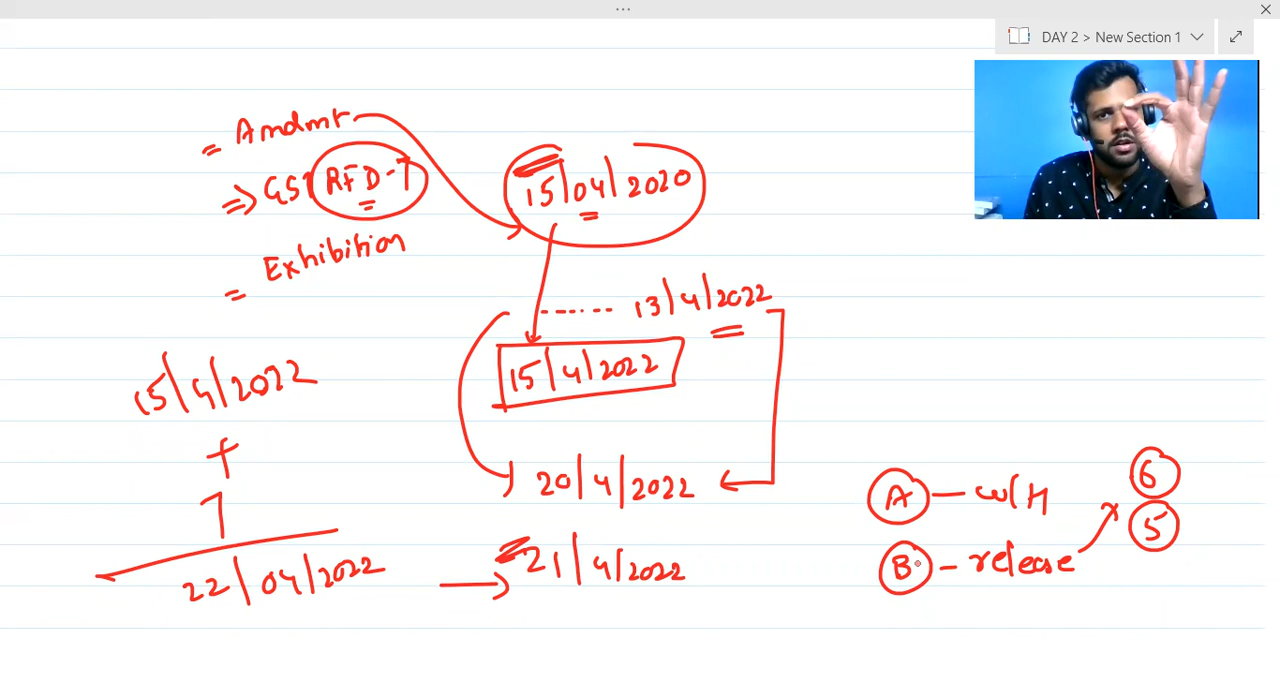 DAY 2 > New Section 1
= Amdmt
=> GST RFD-7
15/04/2020
= Exhibition
...... 13/4/2022
15/4/2022
15/4/2022
+
7
22/04/2022
20/4/2022
21/4/2022
A - W/H
6
5
B - release